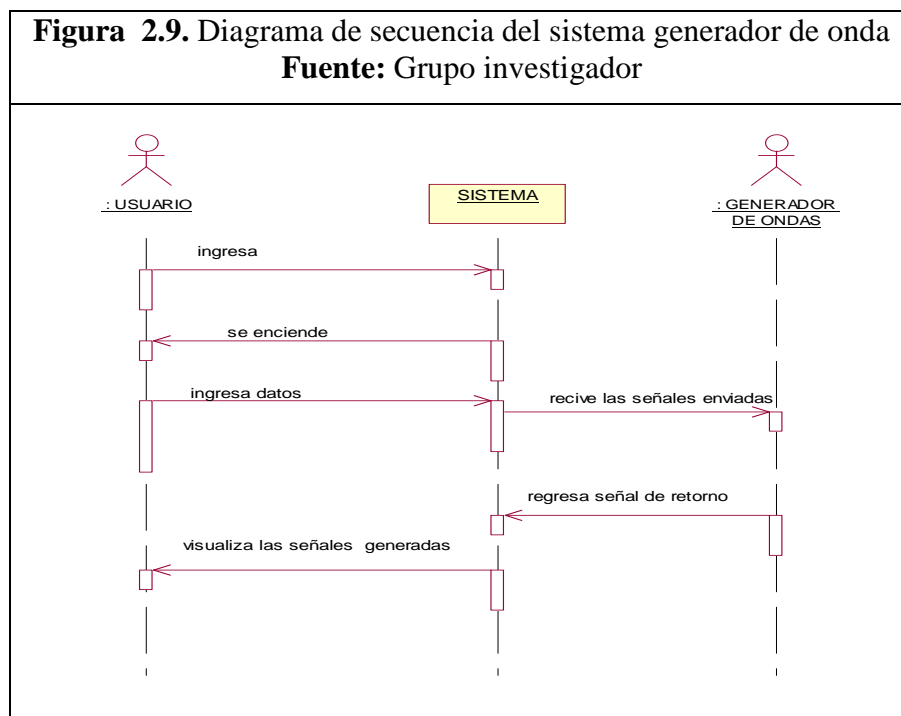 Figura 2.9. Diagrama de secuencia del sistema generador de onda
Fuente: Grupo investigador
: USUARIO
SISTEMA
: GENERADOR
DE ONDAS
ingresa
se enciende
ingresa datos
recive las señales enviadas
regresa señal de retorno
visualiza las señales generadas